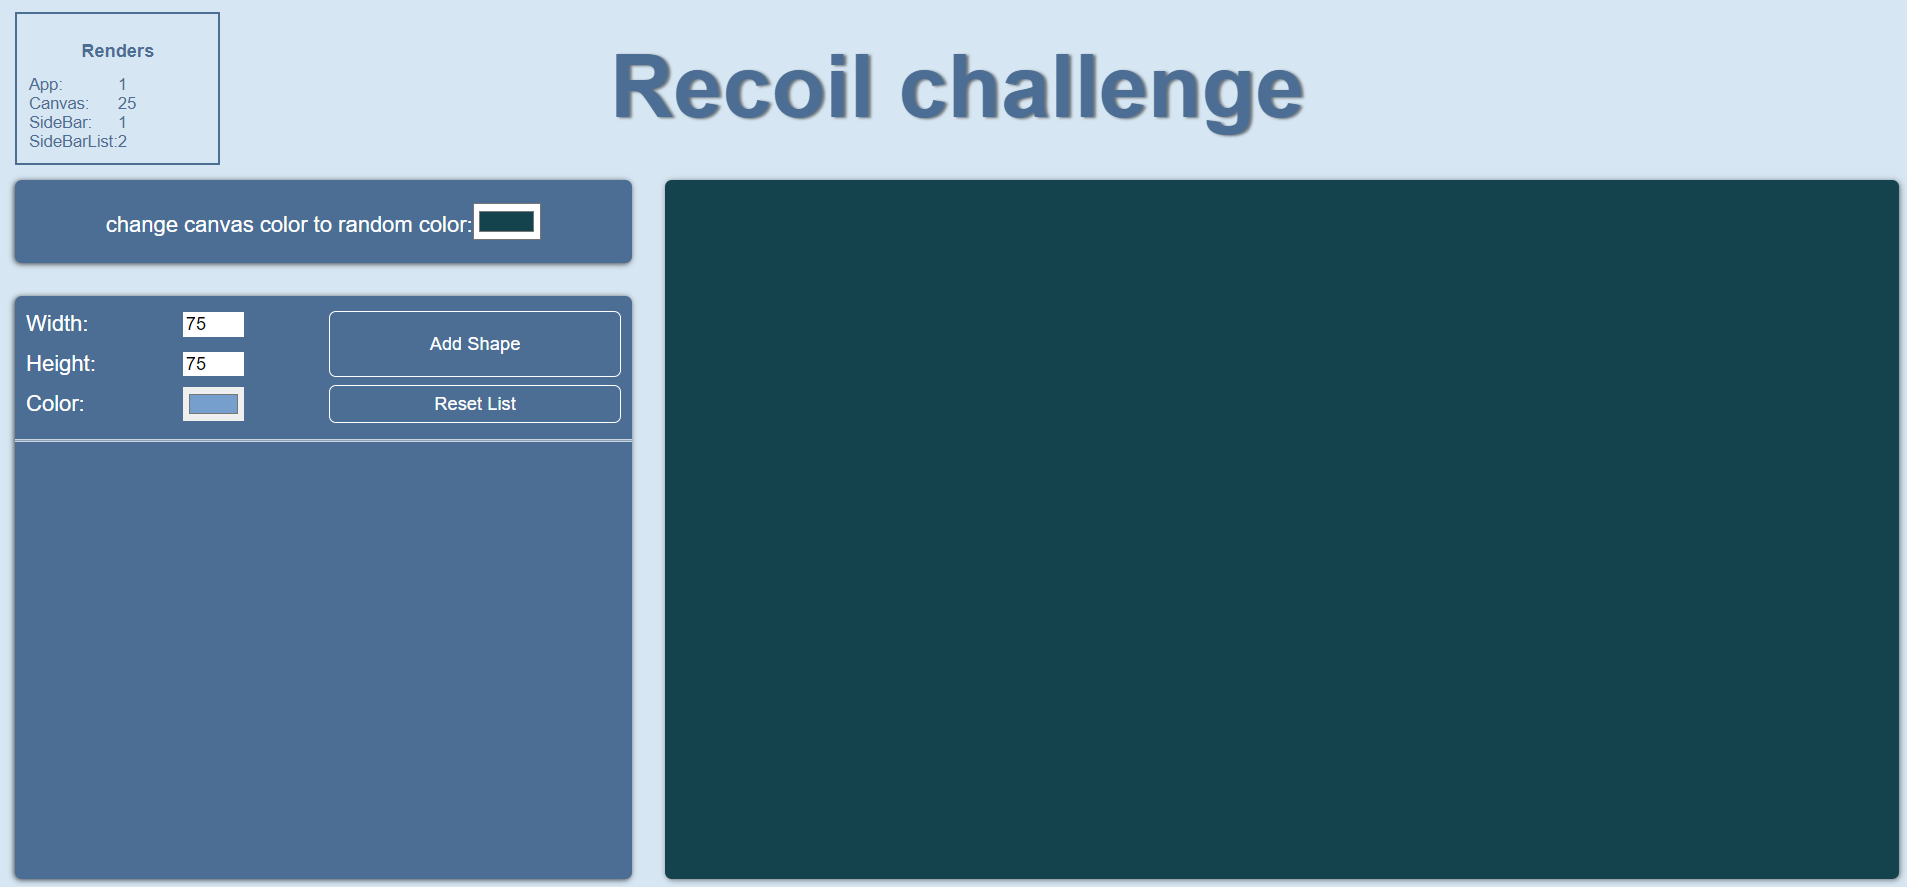 Renders
App: 1
Canvas: 25
SideBar: 1
SideBarList:2
Recoil challenge
change canvas color to random color:
Width: 75
Height: 75
Color:
Add Shape
Reset List